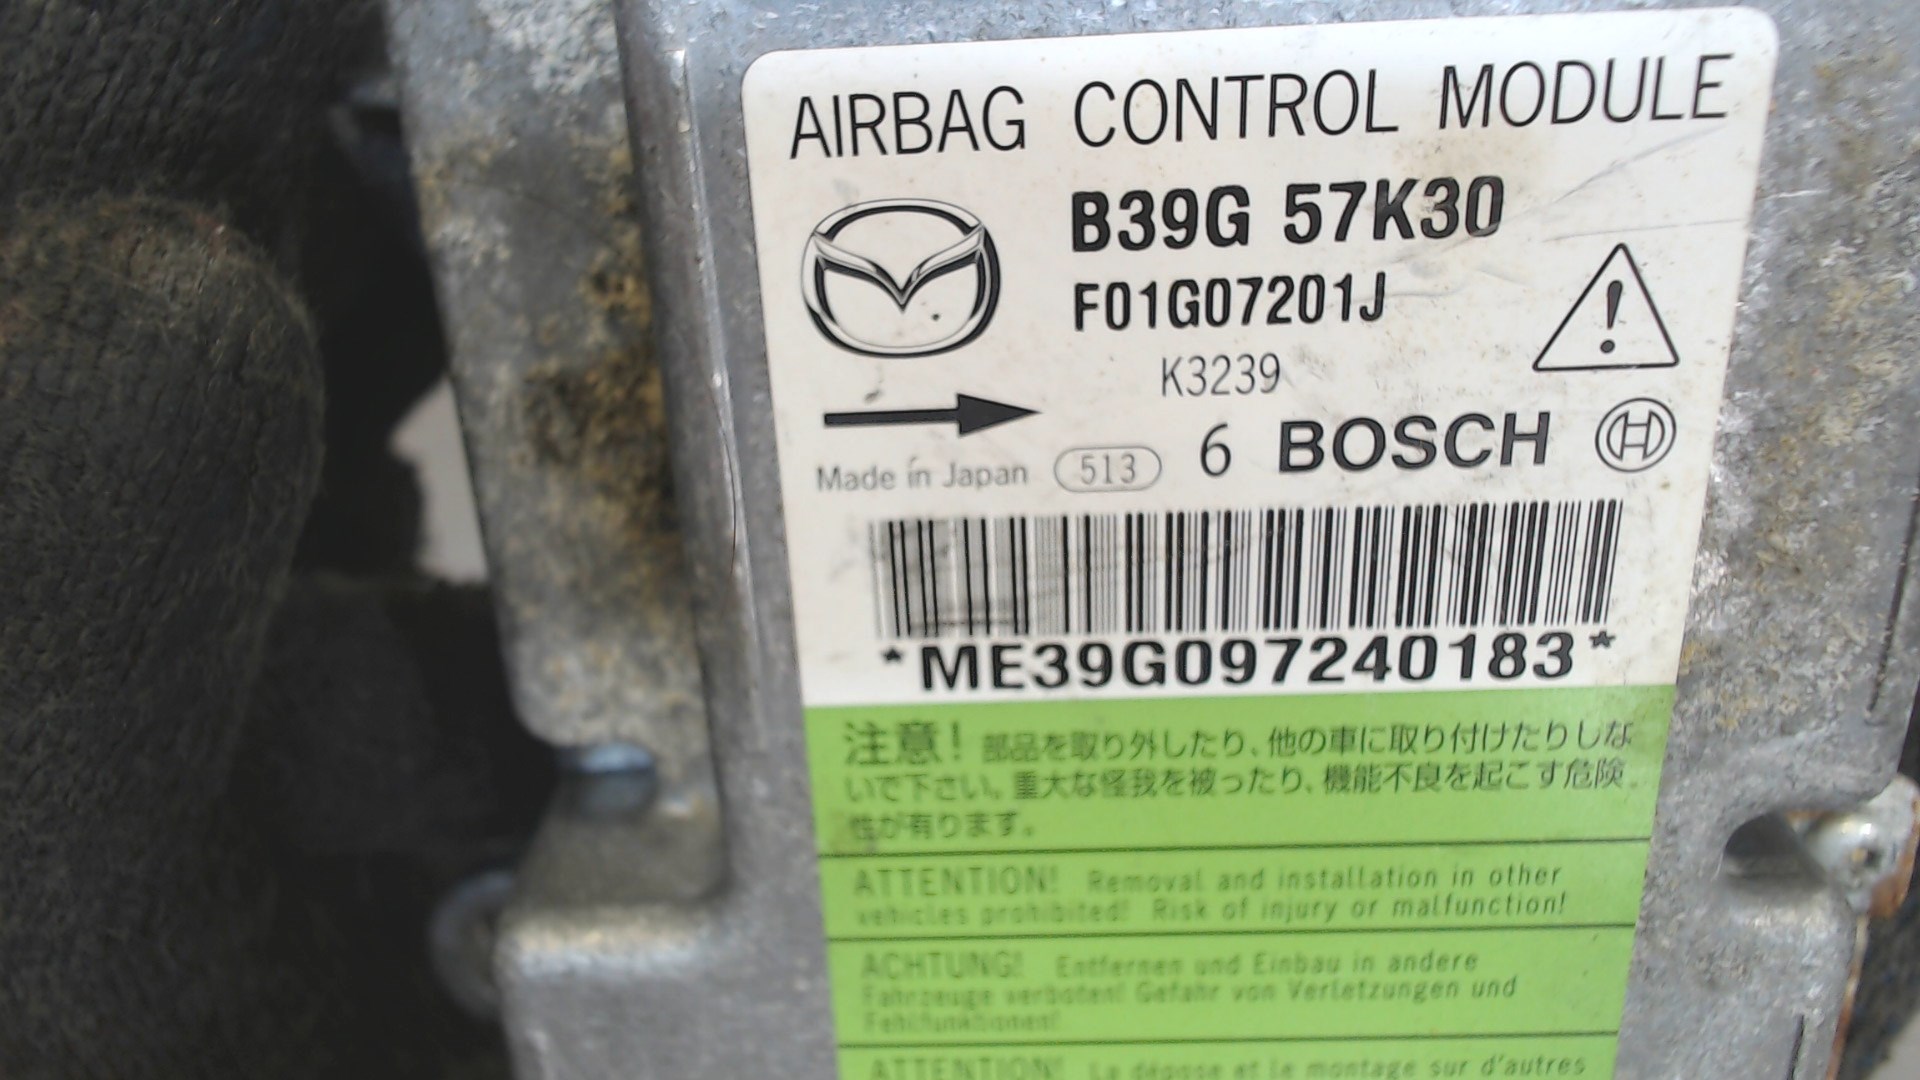 AIRBAG CONTROL MODULE
B39G 57K30
F01G07201J
K3239
Made in Japan 513 6 BOSCH
*ME39G097240183*
注意! 部品を取り外したり、他の車に取り付けたりしな
いで下さい。重大な怪我を被ったり、機能不良を起こす危険
性が有ります。
ATTENTION! Removal and installation in other
vehicles prohibited! Risk of injury or malfunction!
ACHTUNG! Entfernen und Einbau in andere
Fahrzeuge verboten! Gefahr von Verletzungen und
Fehlfunktionen!
ATTENTION! La dépose et le montage sur d'autres